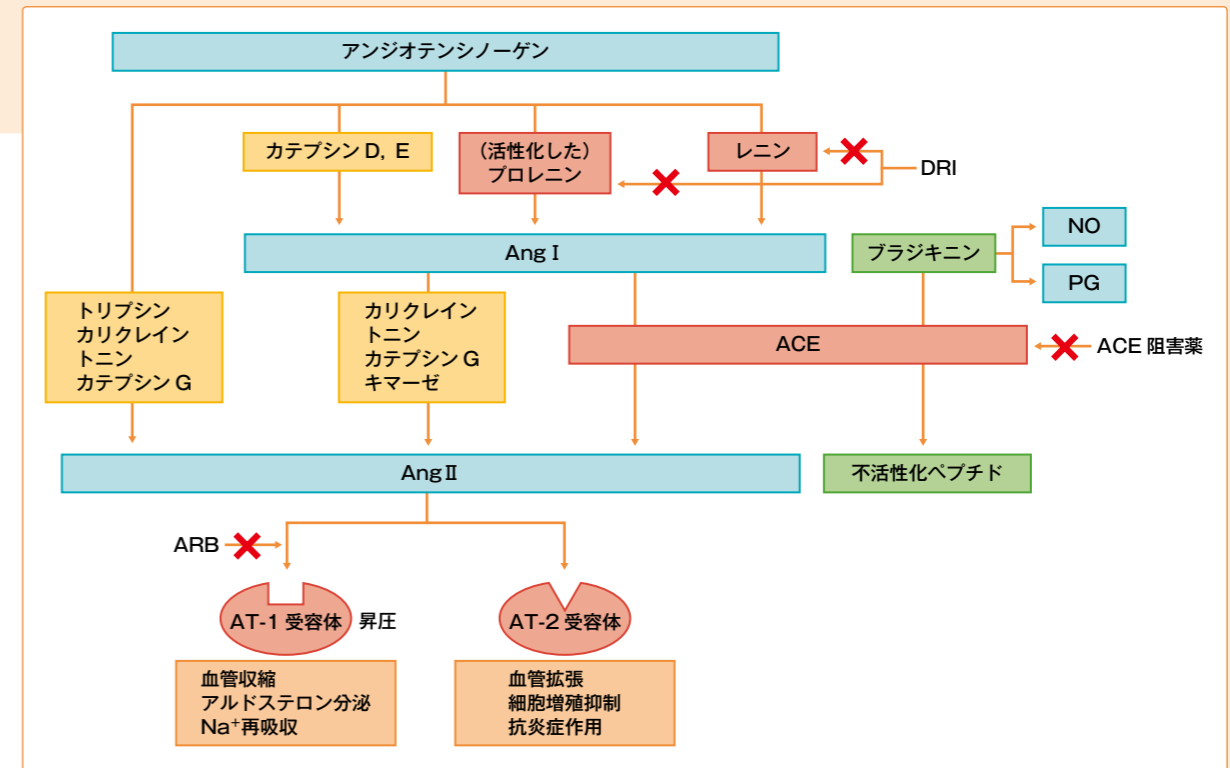 アンジオテンシノーゲン
カテプシン D, E
（活性化した）
プロレニン
レニン
DRI
Ang Ⅰ
ブラジキニン
NO
PG
トリプシン
カリクレイン
トニン
カテプシン G
カリクレイン
トニン
カテプシン G
キマーゼ
ACE
ACE 阻害薬
Ang Ⅱ
不活性化ペプチド
ARB
AT-1 受容体
昇圧
AT-2 受容体
血管収縮
アルドステロン分泌
Na⁺再吸収
血管拡張
細胞増殖抑制
抗炎症作用